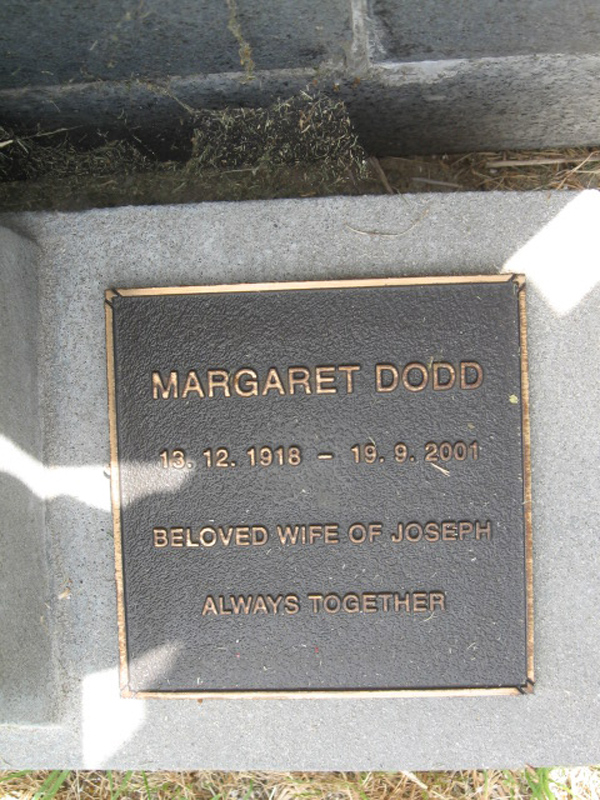 MARGARET DODD
13. 12. 1918 – 19. 9. 2001
BELOVED WIFE OF JOSEPH
ALWAYS TOGETHER